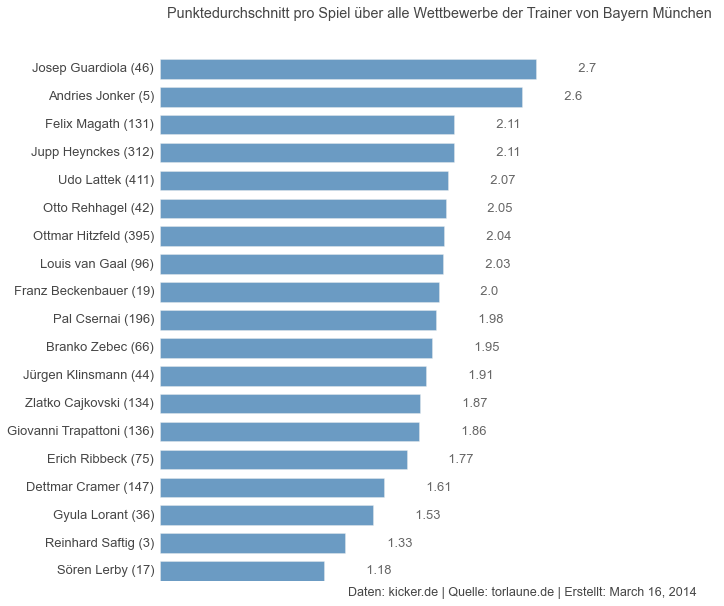 Punktedurchschnitt pro Spiel über alle Wettbewerbe der Trainer von Bayern München
Josep Guardiola (46) 2.7
Andries Jonker (5) 2.6
Felix Magath (131) 2.11
Jupp Heynckes (312) 2.11
Udo Lattek (411) 2.07
Otto Rehhagel (42) 2.05
Ottmar Hitzfeld (395) 2.04
Louis van Gaal (96) 2.03
Franz Beckenbauer (19) 2.0
Pal Csernai (196) 1.98
Branko Zebec (66) 1.95
Jürgen Klinsmann (44) 1.91
Zlatko Cajkovski (134) 1.87
Giovanni Trapattoni (136) 1.86
Erich Ribbeck (75) 1.77
Dettmar Cramer (147) 1.61
Gyula Lorant (36) 1.53
Reinhard Saftig (3) 1.33
Sören Lerby (17) 1.18
Daten: kicker.de | Quelle: torlaune.de | Erstellt: March 16, 2014